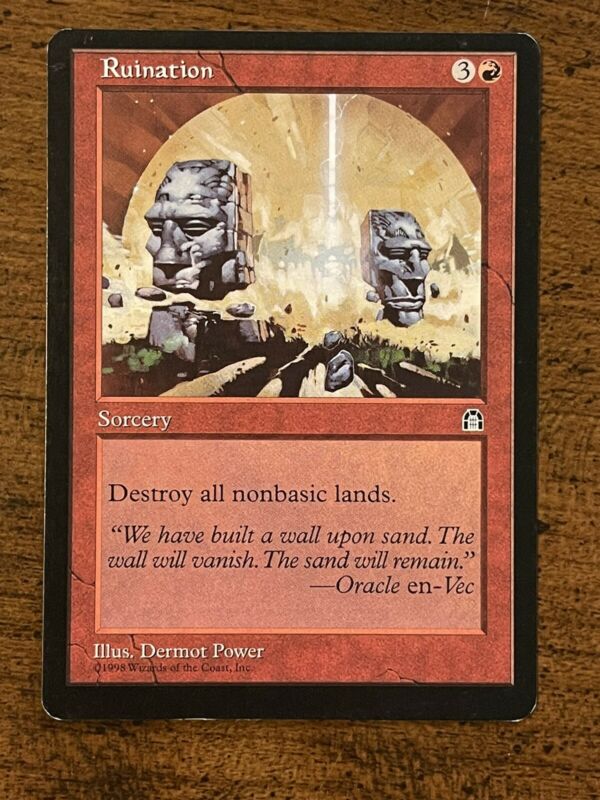 Ruination
3
Sorcery
Destroy all nonbasic lands.
“We have built a wall upon sand. The
wall will vanish. The sand will remain.”
—Oracle en-Vec
Illus. Dermot Power
©1998 Wizards of the Coast, Inc.